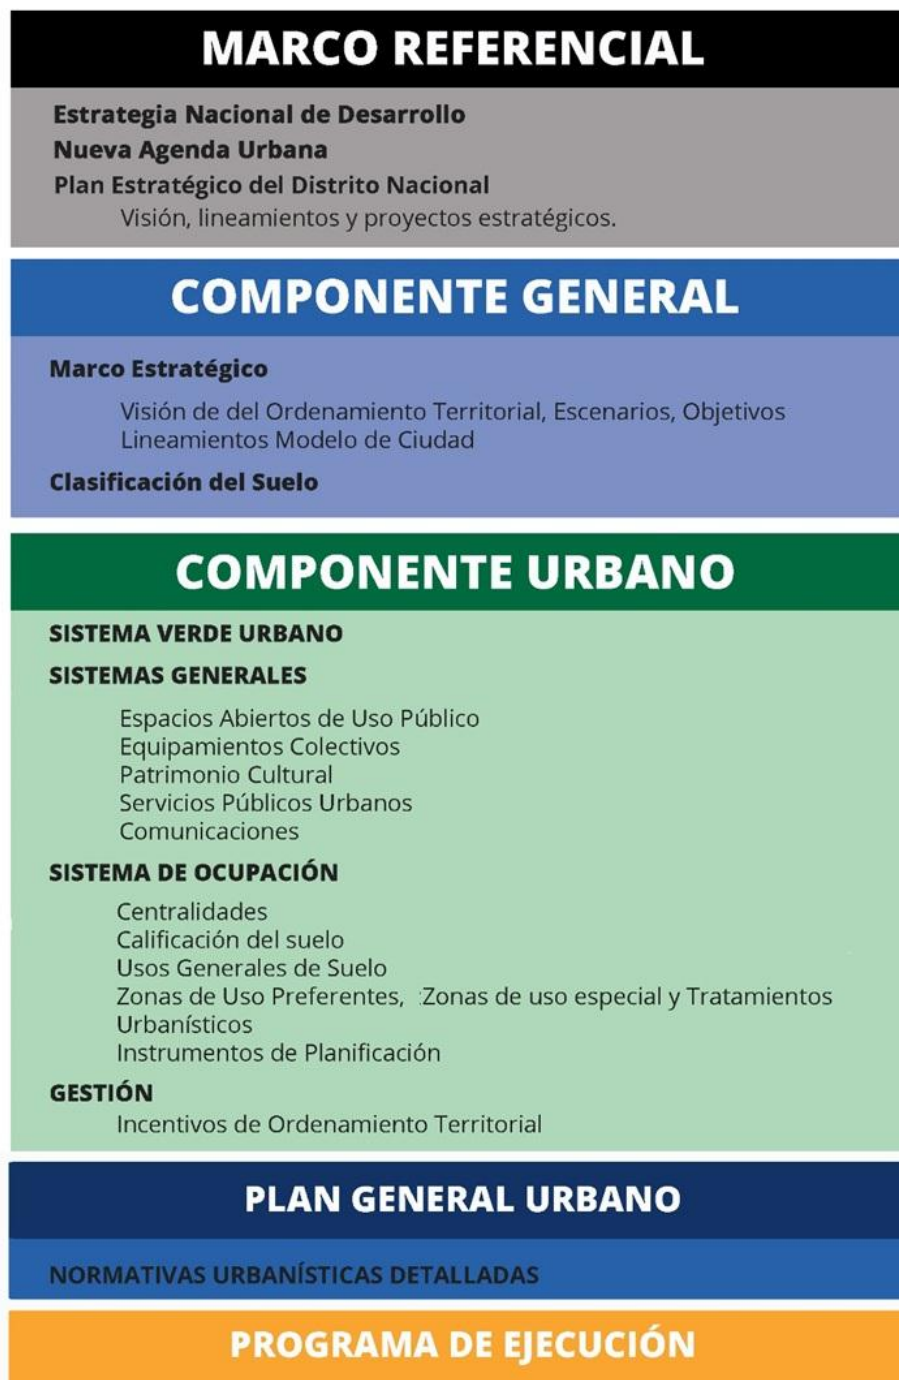 MARCO REFERENCIAL
Estrategia Nacional de Desarrollo
Nueva Agenda Urbana
Plan Estratégico del Distrito Nacional
Visión, lineamientos y proyectos estratégicos.
COMPONENTE GENERAL
Marco Estratégico
Visión de del Ordenamiento Territorial, Escenarios, Objetivos
Lineamientos Modelo de Ciudad
Clasificación del Suelo
COMPONENTE URBANO
SISTEMA VERDE URBANO
SISTEMAS GENERALES
Espacios Abiertos de Uso Público
Equipamientos Colectivos
Patrimonio Cultural
Servicios Públicos Urbanos
Comunicaciones
SISTEMA DE OCUPACIÓN
Centralidades
Calificación del suelo
Usos Generales de Suelo
Zonas de Uso Preferentes, :Zonas de uso especial y Tratamientos
Urbanísticos
Instrumentos de Planificación
GESTIÓN
Incentivos de Ordenamiento Territorial
PLAN GENERAL URBANO
NORMATIVAS URBANÍSTICAS DETALLADAS
PROGRAMA DE EJECUCIÓN